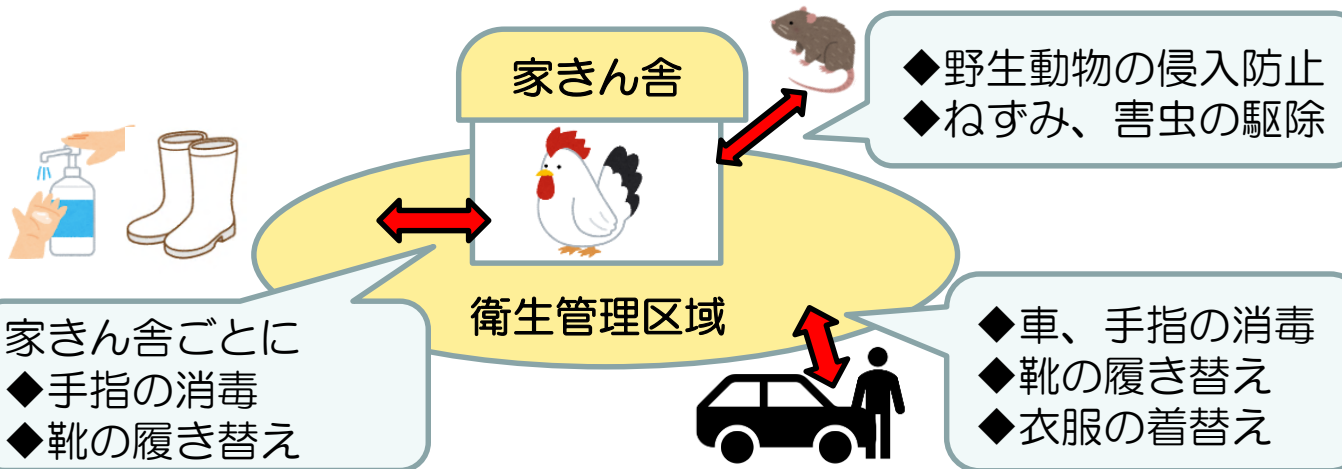 家きん舎
◆野生動物の侵入防止
◆ねずみ、害虫の駆除
衛生管理区域
家きん舎ごとに
◆手指の消毒
◆靴の履き替え
◆車、手指の消毒
◆靴の履き替え
◆衣服の着替え